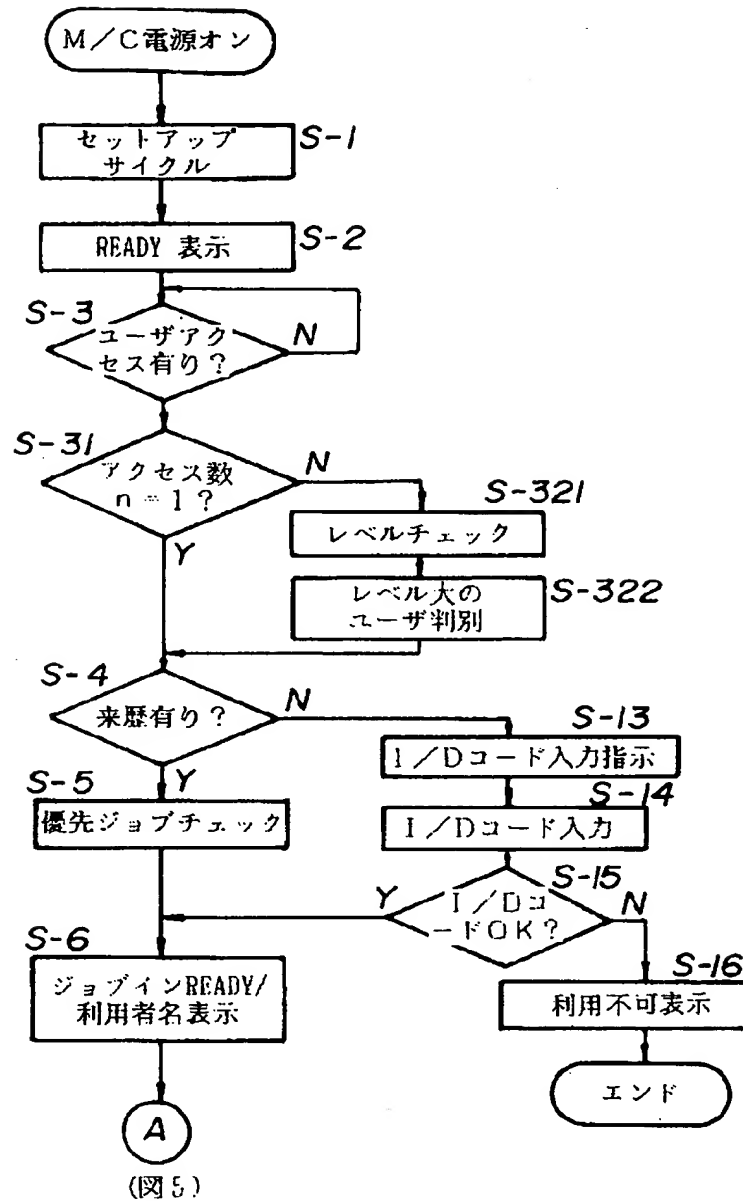 M/C電源オン
セットアップ
サイクル
S-1
READY 表示
S-2
S-3
ユーザアク
セス有り?
N
S-31
アクセス数
n=1?
N
Y
S-321
レベルチェック
レベル大の
ユーザ判別
S-322
S-4
来歴有り?
N
Y
S-13
I/Dコード入力指示
S-5
優先ジョブチェック
S-14
I/Dコード入力
S-15
I/Dコ
ードOK?
Y
N
S-6
ジョブインREADY/
利用者名表示
S-16
利用不可表示
エンド
A
(図5)